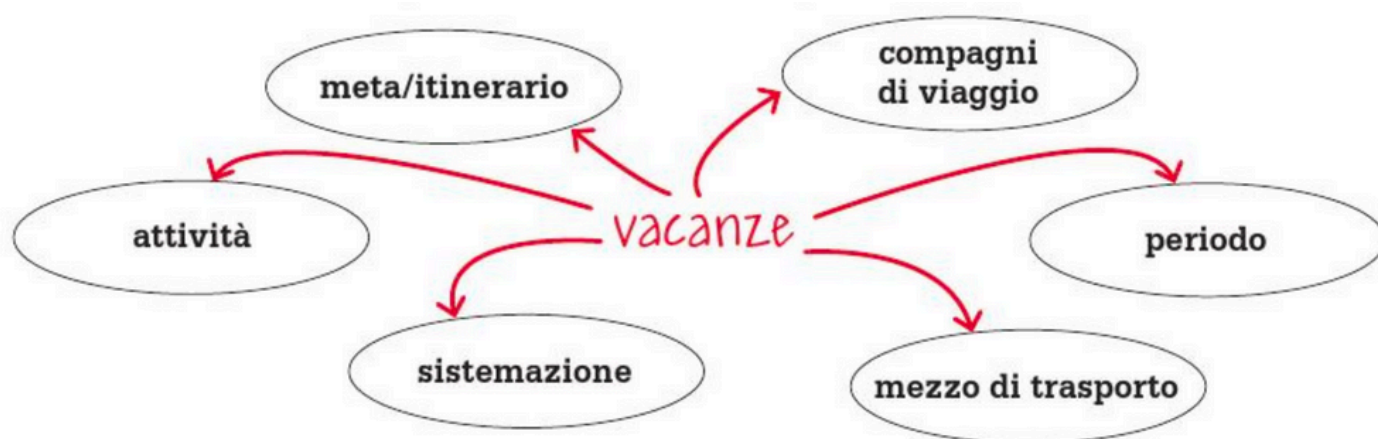 meta/itinerario
compagni
di viaggio
attività
vacanze
periodo
sistemazione
mezzo di trasporto